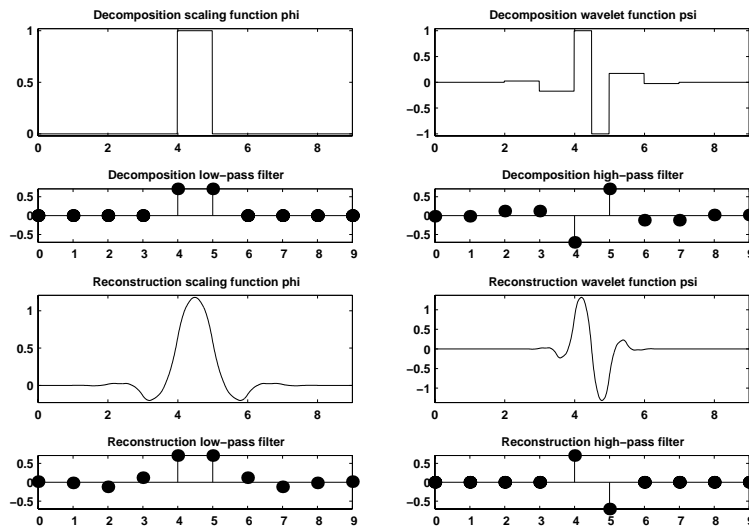 Decomposition scaling function phi
1
0.5
0
0 2 4 6 8
Decomposition wavelet function psi
1
0.5
0
−0.5
−1
0 2 4 6 8
Decomposition low−pass filter
0.5
0
−0.5
0 1 2 3 4 5 6 7 8 9
Decomposition high−pass filter
0.5
0
−0.5
0 1 2 3 4 5 6 7 8 9
Reconstruction scaling function phi
1
0.5
0
0 2 4 6 8
Reconstruction wavelet function psi
1
0.5
0
−0.5
−1
0 2 4 6 8
Reconstruction low−pass filter
0.5
0
−0.5
0 1 2 3 4 5 6 7 8 9
Reconstruction high−pass filter
0.5
0
−0.5
0 1 2 3 4 5 6 7 8 9